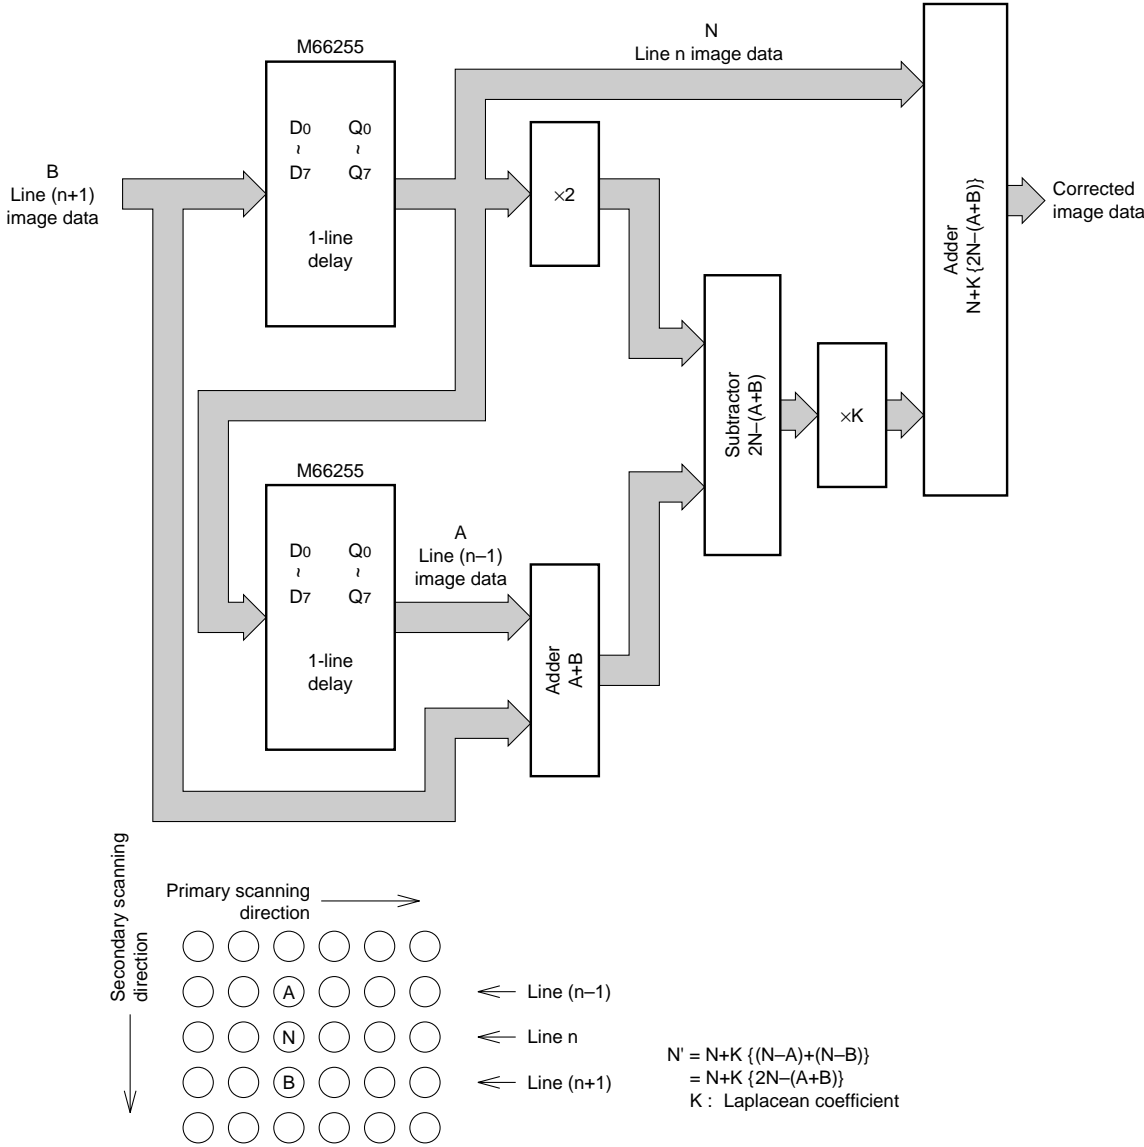 N
Line n image data
M66255
D0
~
D7
Q0
~
Q7
1-line
delay
B
Line (n+1)
image data
×2
Adder
N+K {2N–(A+B)}
Corrected
image data
Subtractor
2N–(A+B)
×K
M66255
D0
~
D7
Q0
~
Q7
1-line
delay
A
Line (n–1)
image data
Adder
A+B
Secondary scanning
direction
Primary scanning
direction
A
Line (n–1)
N
Line n
B
Line (n+1)
N' = N+K {(N–A)+(N–B)}
= N+K {2N–(A+B)}
K : Laplacean coefficient